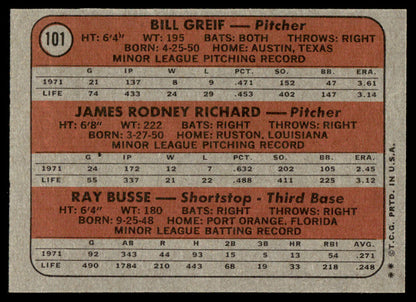 101
BILL GREIF — Pitcher
HT: 6'4" WT: 195 BATS: BOTH THROWS: RIGHT
BORN: 4-25-50 HOME: AUSTIN, TEXAS
MINOR LEAGUE PITCHING RECORD
G IP W L PCT. SO. BB ERA.
1971 21 137 8 9 .471 152 47 3.61
LIFE 74 433 24 29 .453 402 147 3.14
JAMES RODNEY RICHARD — Pitcher
HT: 6'8" WT: 222 BATS: RIGHT THROWS: RIGHT
BORN: 3-27-50 HOME: RUSTON, LOUISIANA
MINOR LEAGUE PITCHING RECORD
G IP W L PCT. SO. BB ERA.
1971 24 172 12 7 .632 202 105 2.45
LIFE 55 337 21 22 .488 411 225 3.12
RAY BUSSE — Shortstop - Third Base
HT: 6'4" WT: 180 BATS: RIGHT THROWS: RIGHT
BORN: 9-25-48 HOME: PORT ORANGE, FLORIDA
MINOR LEAGUE BATTING RECORD
G AB R H 2B 3B HR RBI AVG.
1971 92 343 44 93 13 5 15 54 .271
LIFE 490 1784 210 443 68 19 33 218 .248
** © T.C.G. PRTD. IN U.S.A.